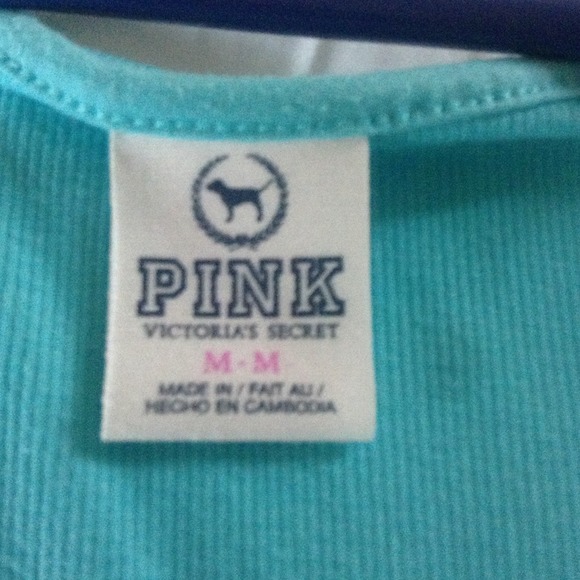 PINK
VICTORIA'S SECRET
M - M
MADE IN / FAIT AU /
HECHO EN CAMBODIA